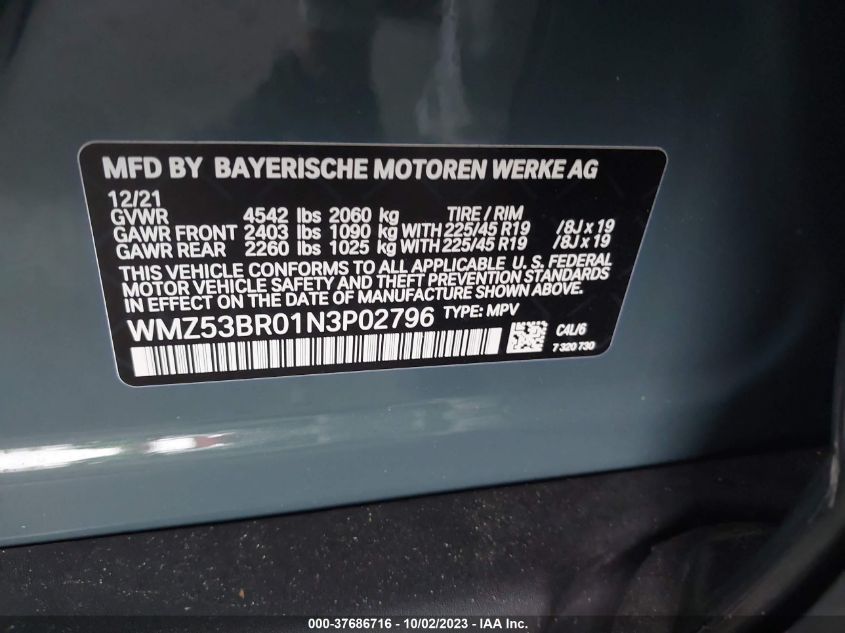 MFD BY BAYERISCHE MOTOREN WERKE AG
12/21
GVWR 4542 lbs 2060 kg TIRE / RIM
GAWR FRONT 2403 lbs 1090 kg WITH 225/45 R19 /8J x 19
GAWR REAR 2260 lbs 1025 kg WITH 225/45 R19 /8J x 19
THIS VEHICLE CONFORMS TO ALL APPLICABLE U. S. FEDERAL
MOTOR VEHICLE SAFETY AND THEFT PREVENTION STANDARDS
IN EFFECT ON THE DATE OF MANUFACTURE SHOWN ABOVE.
WMZ53BR01N3P02796 TYPE: MPV
C4L/6
7 320 730
000-37686716 - 10/02/2023 - IAA Inc.